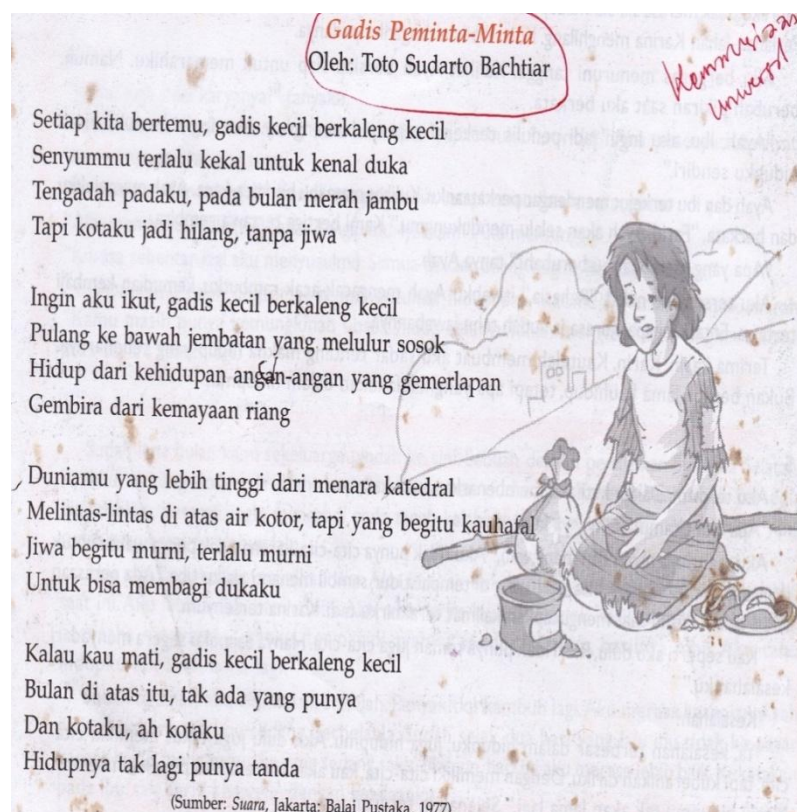 Gadis Peminta-Minta
Oleh: Toto Sudarto Bachtiar
Kemanusiaan
Universal
Setiap kita bertemu, gadis kecil berkaleng kecil
Senyummu terlalu kekal untuk kenal duka
Tengadah padaku, pada bulan merah jambu
Tapi kotaku jadi hilang, tanpa jiwa
Ingin aku ikut, gadis kecil berkaleng kecil
Pulang ke bawah jembatan yang melulur sosok
Hidup dari kehidupan angan-angan yang gemerlapan
Gembira dari kemayaan riang
Duniamu yang lebih tinggi dari menara katedral
Melintas-lintas di atas air kotor, tapi yang begitu kauhafal
Jiwa begitu murni, terlalu murni
Untuk bisa membagi dukaku
Kalau kau mati, gadis kecil berkaleng kecil
Bulan di atas itu, tak ada yang punya
Dan kotaku, ah kotaku
Hidupnya tak lagi punya tanda
(Sumber: Suara, Jakarta: Balai Pustaka, 1977)